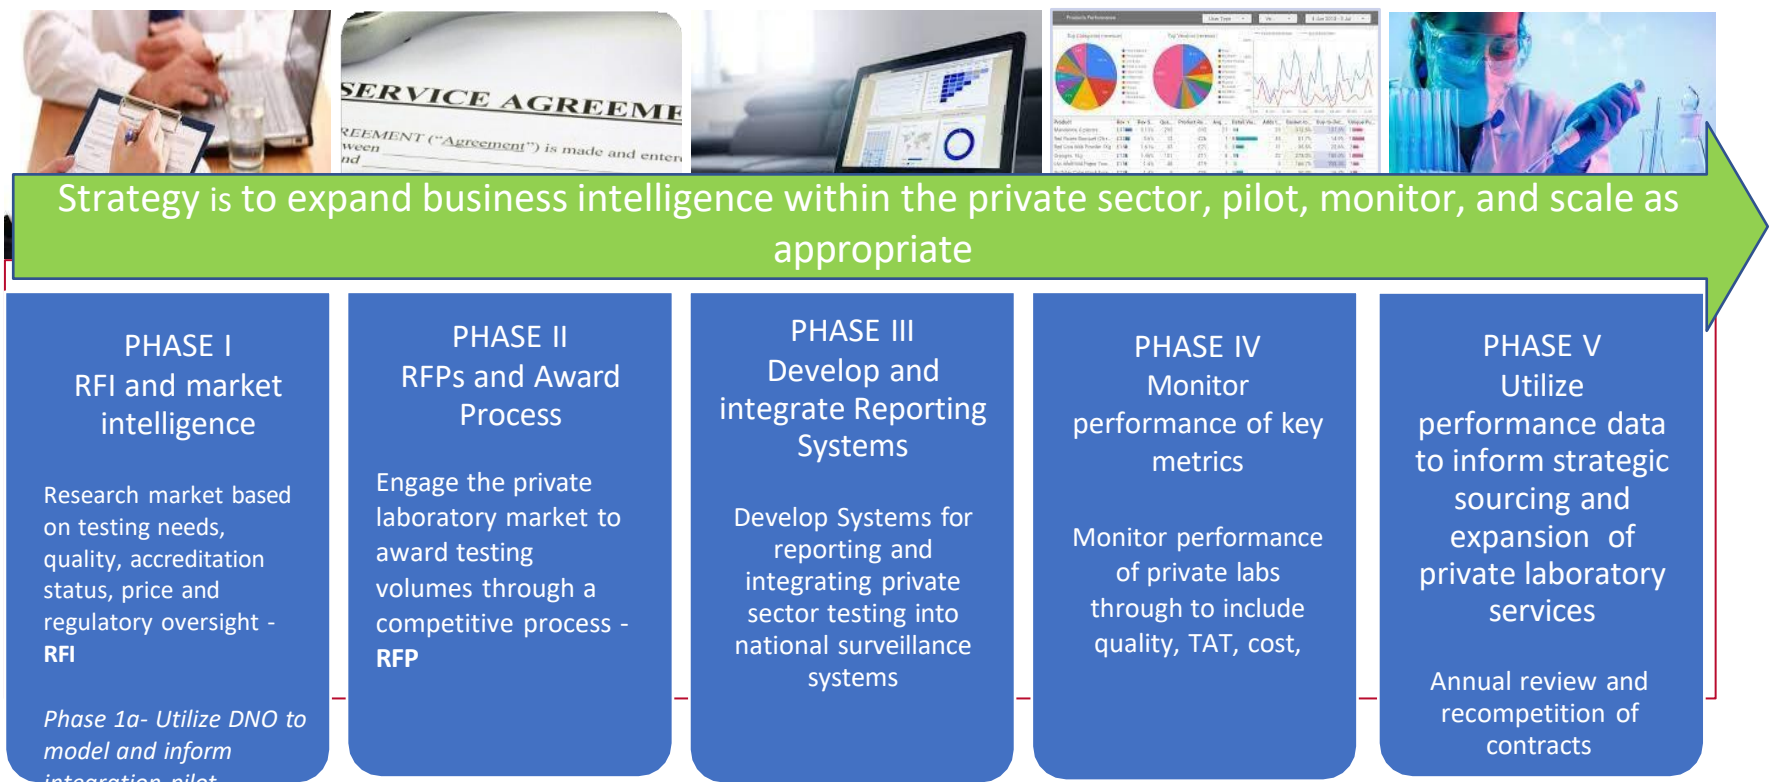 SERVICE AGREEME
REEMENT ("Agreement") is made and entere
ween
nd
Products Performance
Strategy is to expand business intelligence within the private sector, pilot, monitor, and scale as
appropriate
PHASE I
RFI and market
intelligence
Research market based
on testing needs,
quality, accreditation
status, price and
regulatory oversight -
RFI
Phase 1a- Utilize DNO to
model and inform
integration pilot
PHASE II
RFPs and Award
Process
Engage the private
laboratory market to
award testing
volumes through a
competitive process -
RFP
PHASE III
Develop and
integrate Reporting
Systems
Develop Systems for
reporting and
integrating private
sector testing into
national surveillance
systems
PHASE IV
Monitor
performance of key
metrics
Monitor performance
of private labs
through to include
quality, TAT, cost,
PHASE V
Utilize
performance data
to inform strategic
sourcing and
expansion of
private laboratory
services
Annual review and
recompetition of
contracts